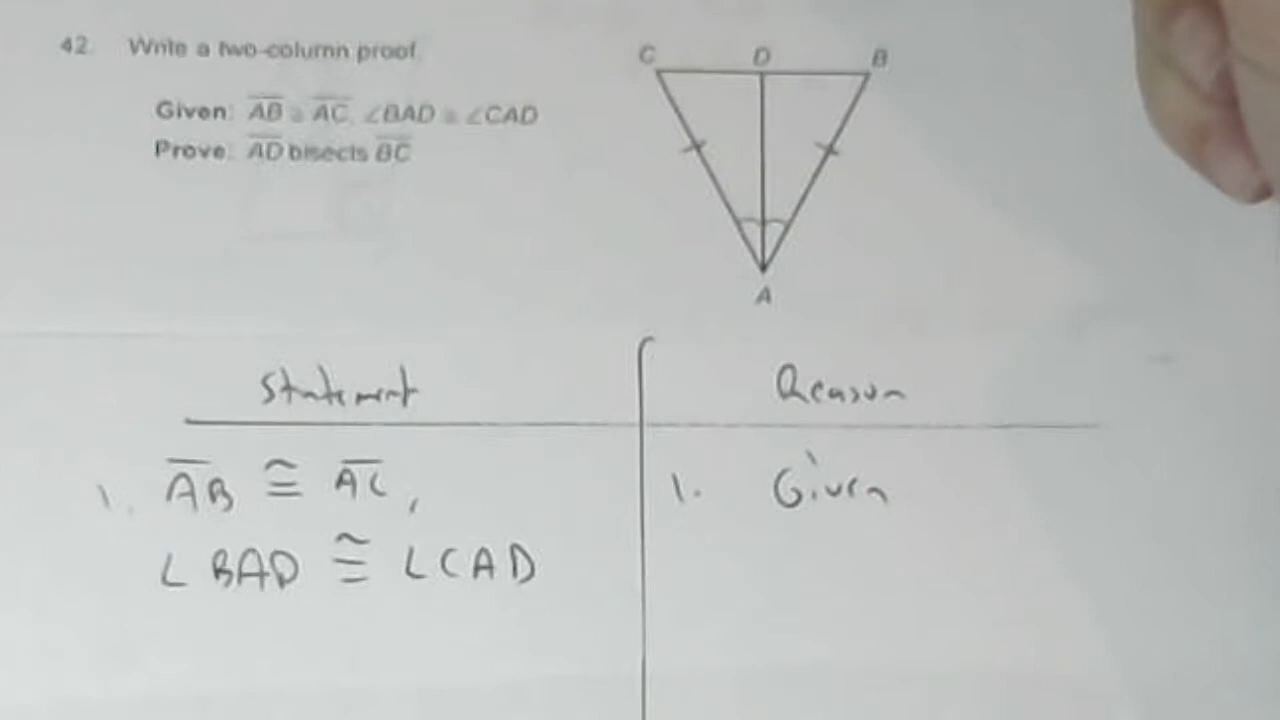 42. Write a two-column proof.
Given: AB ≅ AC, ∠BAD ≅ ∠CAD
Prove: AD bisects BC
C D B
A
Statement Reason
1. AB ≅ AC, 1. Given
∠BAD ≅ ∠CAD